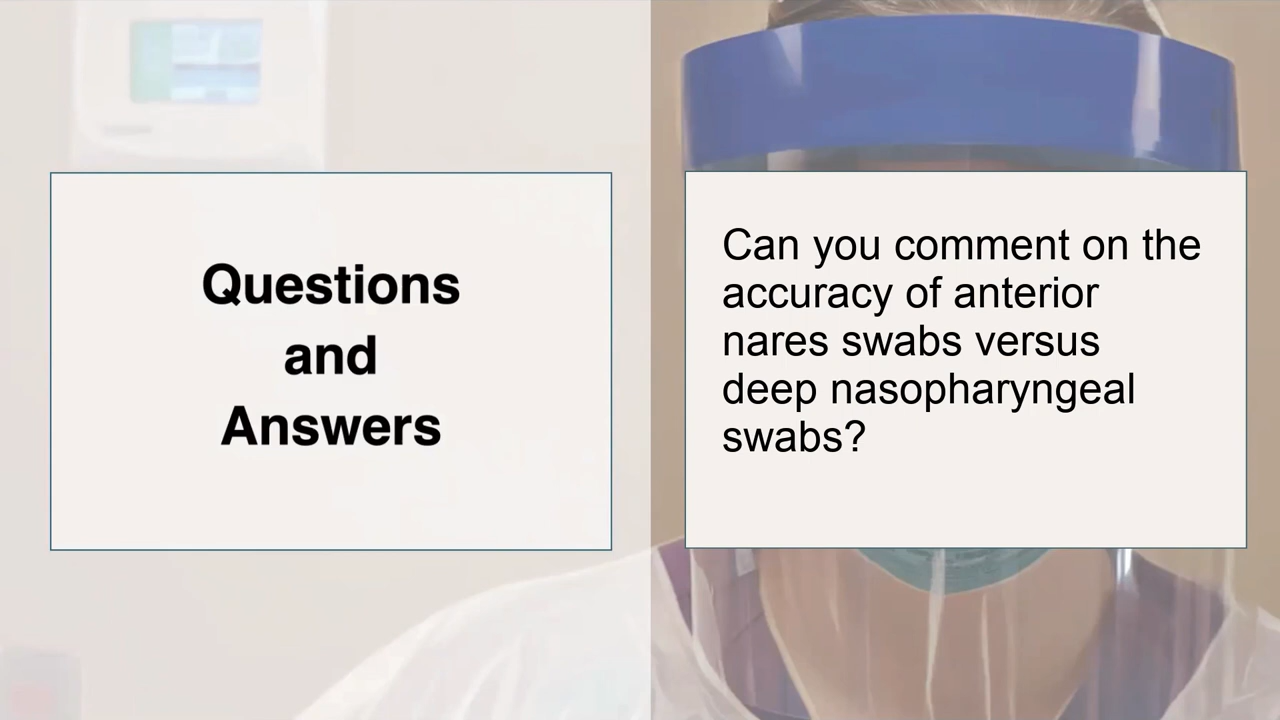 Questions
and
Answers
Can you comment on the
accuracy of anterior
nares swabs versus
deep nasopharyngeal
swabs?